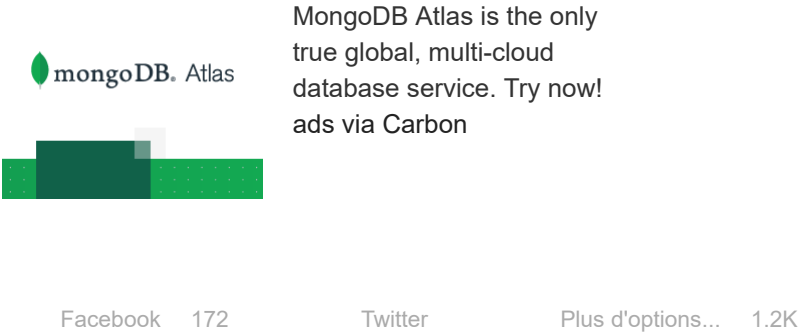 mongoDB. Atlas
MongoDB Atlas is the only
true global, multi-cloud
database service. Try now!
ads via Carbon
Facebook 172 Twitter Plus d'options... 1.2K